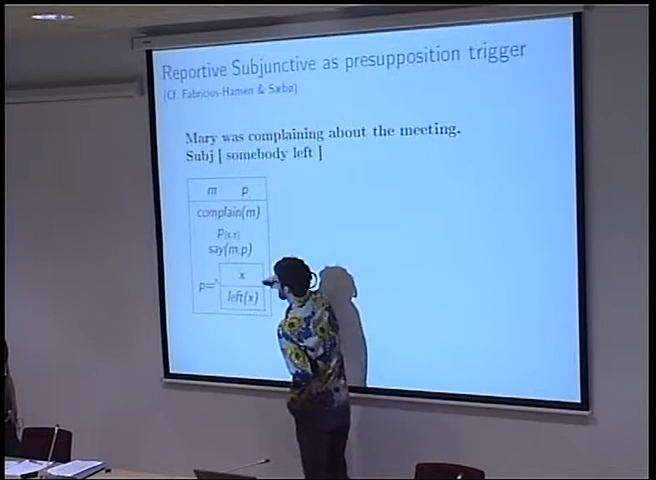 Reportive Subjunctive as presupposition trigger
(Cf. Fabricius-Hansen & Sæbø)
Mary was complaining about the meeting.
Subj [ somebody left ]
m p
complain(m)
say(m,p)
x
p=^
left(x)